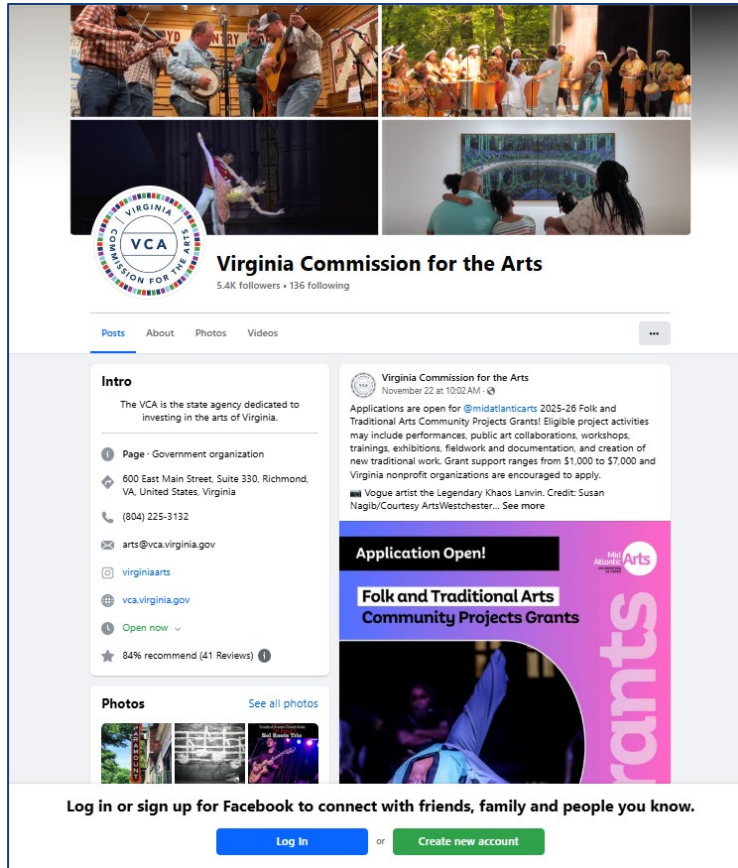 YD COUNTRY
VIRGINIA
VCA
COMMISSION FOR THE ARTS
Virginia Commission for the Arts
5.4K followers • 136 following
Posts About Photos Videos
...
Intro
The VCA is the state agency dedicated to
investing in the arts of Virginia.
Page · Government organization
600 East Main Street, Suite 330, Richmond,
VA, United States, Virginia
(804) 225-3132
arts@vca.virginia.gov
virginiaarts
vca.virginia.gov
Open now
84% recommend (41 Reviews)
Photos
See all photos
PARAMOUNT
Virginia Commission for the Arts
November 22 at 10:02 AM ·
Applications are open for @midatlanticarts 2025-26 Folk and
Traditional Arts Community Projects Grants! Eligible project activities
may include performances, public art collaborations, workshops,
trainings, exhibitions, fieldwork and documentation, and creation of
new traditional work. Grant support ranges from $1,000 to $7,000 and
Virginia nonprofit organizations are encouraged to apply.
Vogue artist the Legendary Khaos Lanvin. Credit: Susan
Nagib/Courtesy ArtsWestchester... See more
Application Open!
Mid
Atlantic Arts
Folk and Traditional Arts
Community Projects Grants
rants
Log in or sign up for Facebook to connect with friends, family and people you know.
Log In or Create new account